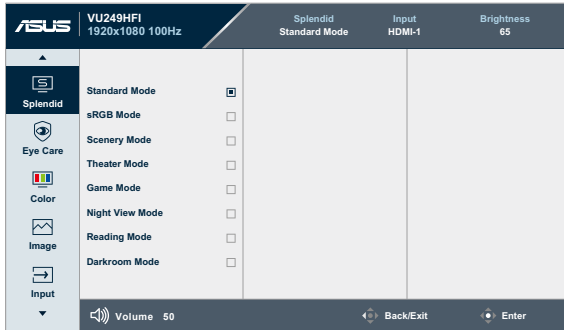 ASUS
VU249HFI
1920x1080 100Hz
Splendid
Standard Mode
Input
HDMI-1
Brightness
65
Splendid
Eye Care
Color
Image
Input
Standard Mode
sRGB Mode
Scenery Mode
Theater Mode
Game Mode
Night View Mode
Reading Mode
Darkroom Mode
Volume 50
Back/Exit
Enter